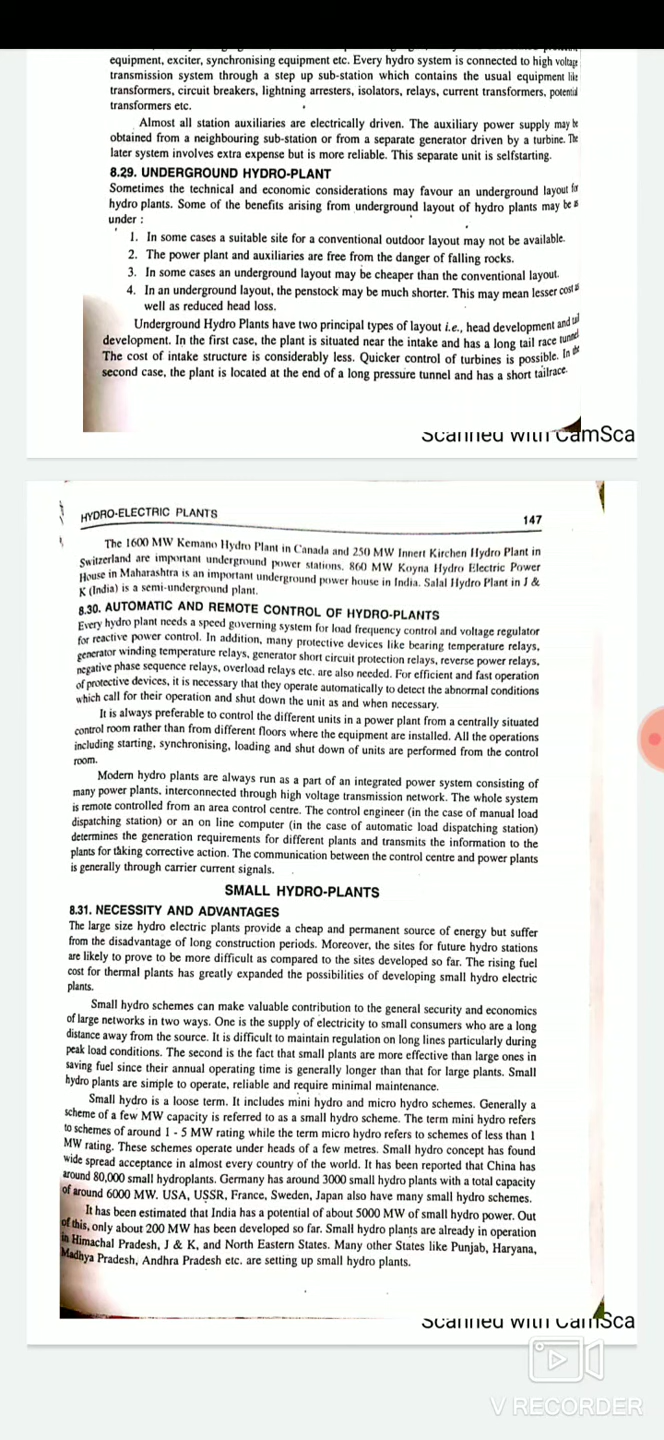 equipment, exciter, synchronising equipment etc. Every hydro system is connected to high voltage
transmission system through a step up sub-station which contains the usual equipment like
transformers, circuit breakers, lightning arresters, isolators, relays, current transformers, potential
transformers etc.
Almost all station auxiliaries are electrically driven. The auxiliary power supply may be
obtained from a neighbouring sub-station or from a separate generator driven by a turbine. The
later system involves extra expense but is more reliable. This separate unit is selfstarting.
8.29. UNDERGROUND HYDRO-PLANT
Sometimes the technical and economic considerations may favour an underground layout for
hydro plants. Some of the benefits arising from underground layout of hydro plants may be as
under :
1. In some cases a suitable site for a conventional outdoor layout may not be available.
2. The power plant and auxiliaries are free from the danger of falling rocks.
3. In some cases an underground layout may be cheaper than the conventional layout.
4. In an underground layout, the penstock may be much shorter. This may mean lesser cost as
well as reduced head loss.
Underground Hydro Plants have two principal types of layout i.e., head development and tail
development. In the first case, the plant is situated near the intake and has a long tail race tunnel.
The cost of intake structure is considerably less. Quicker control of turbines is possible. In the
second case, the plant is located at the end of a long pressure tunnel and has a short tailrace.
Scanned with CamSca
HYDRO-ELECTRIC PLANTS 147
The 1600 MW Kemano Hydro Plant in Canada and 250 MW Innert Kirchen Hydro Plant in
Switzerland are important underground power stations. 860 MW Koyna Hydro Electric Power
House in Maharashtra is an important underground power house in India. Salal Hydro Plant in J &
K (India) is a semi-underground plant.
8.30. AUTOMATIC AND REMOTE CONTROL OF HYDRO-PLANTS
Every hydro plant needs a speed governing system for load frequency control and voltage regulator
for reactive power control. In addition, many protective devices like bearing temperature relays,
generator winding temperature relays, generator short circuit protection relays, reverse power relays,
negative phase sequence relays, overload relays etc. are also needed. For efficient and fast operation
of protective devices, it is necessary that they operate automatically to detect the abnormal conditions
which call for their operation and shut down the unit as and when necessary.
It is always preferable to control the different units in a power plant from a centrally situated
control room rather than from different floors where the equipment are installed. All the operations
including starting, synchronising, loading and shut down of units are performed from the control
room.
Modern hydro plants are always run as a part of an integrated power system consisting of
many power plants, interconnected through high voltage transmission network. The whole system
is remote controlled from an area control centre. The control engineer (in the case of manual load
dispatching station) or an on line computer (in the case of automatic load dispatching station)
determines the generation requirements for different plants and transmits the information to the
plants for taking corrective action. The communication between the control centre and power plants
is generally through carrier current signals.
SMALL HYDRO-PLANTS
8.31. NECESSITY AND ADVANTAGES
The large size hydro electric plants provide a cheap and permanent source of energy but suffer
from the disadvantage of long construction periods. Moreover, the sites for future hydro stations
are likely to prove to be more difficult as compared to the sites developed so far. The rising fuel
cost for thermal plants has greatly expanded the possibilities of developing small hydro electric
plants.
Small hydro schemes can make valuable contribution to the general security and economics
of large networks in two ways. One is the supply of electricity to small consumers who are a long
distance away from the source. It is difficult to maintain regulation on long lines particularly during
peak load conditions. The second is the fact that small plants are more effective than large ones in
saving fuel since their annual operating time is generally longer than that for large plants. Small
hydro plants are simple to operate, reliable and require minimal maintenance.
Small hydro is a loose term. It includes mini hydro and micro hydro schemes. Generally a
scheme of a few MW capacity is referred to as a small hydro scheme. The term mini hydro refers
to schemes of around 1 - 5 MW rating while the term micro hydro refers to schemes of less than 1
MW rating. These schemes operate under heads of a few metres. Small hydro concept has found
wide spread acceptance in almost every country of the world. It has been reported that China has
around 80,000 small hydroplants. Germany has around 3000 small hydro plants with a total capacity
of around 6000 MW. USA, USSR, France, Sweden, Japan also have many small hydro schemes.
It has been estimated that India has a potential of about 5000 MW of small hydro power. Out
of this, only about 200 MW has been developed so far. Small hydro plants are already in operation
in Himachal Pradesh, J & K, and North Eastern States. Many other States like Punjab, Haryana,
Madhya Pradesh, Andhra Pradesh etc. are setting up small hydro plants.
Scanned with CamSca
V RECORDER